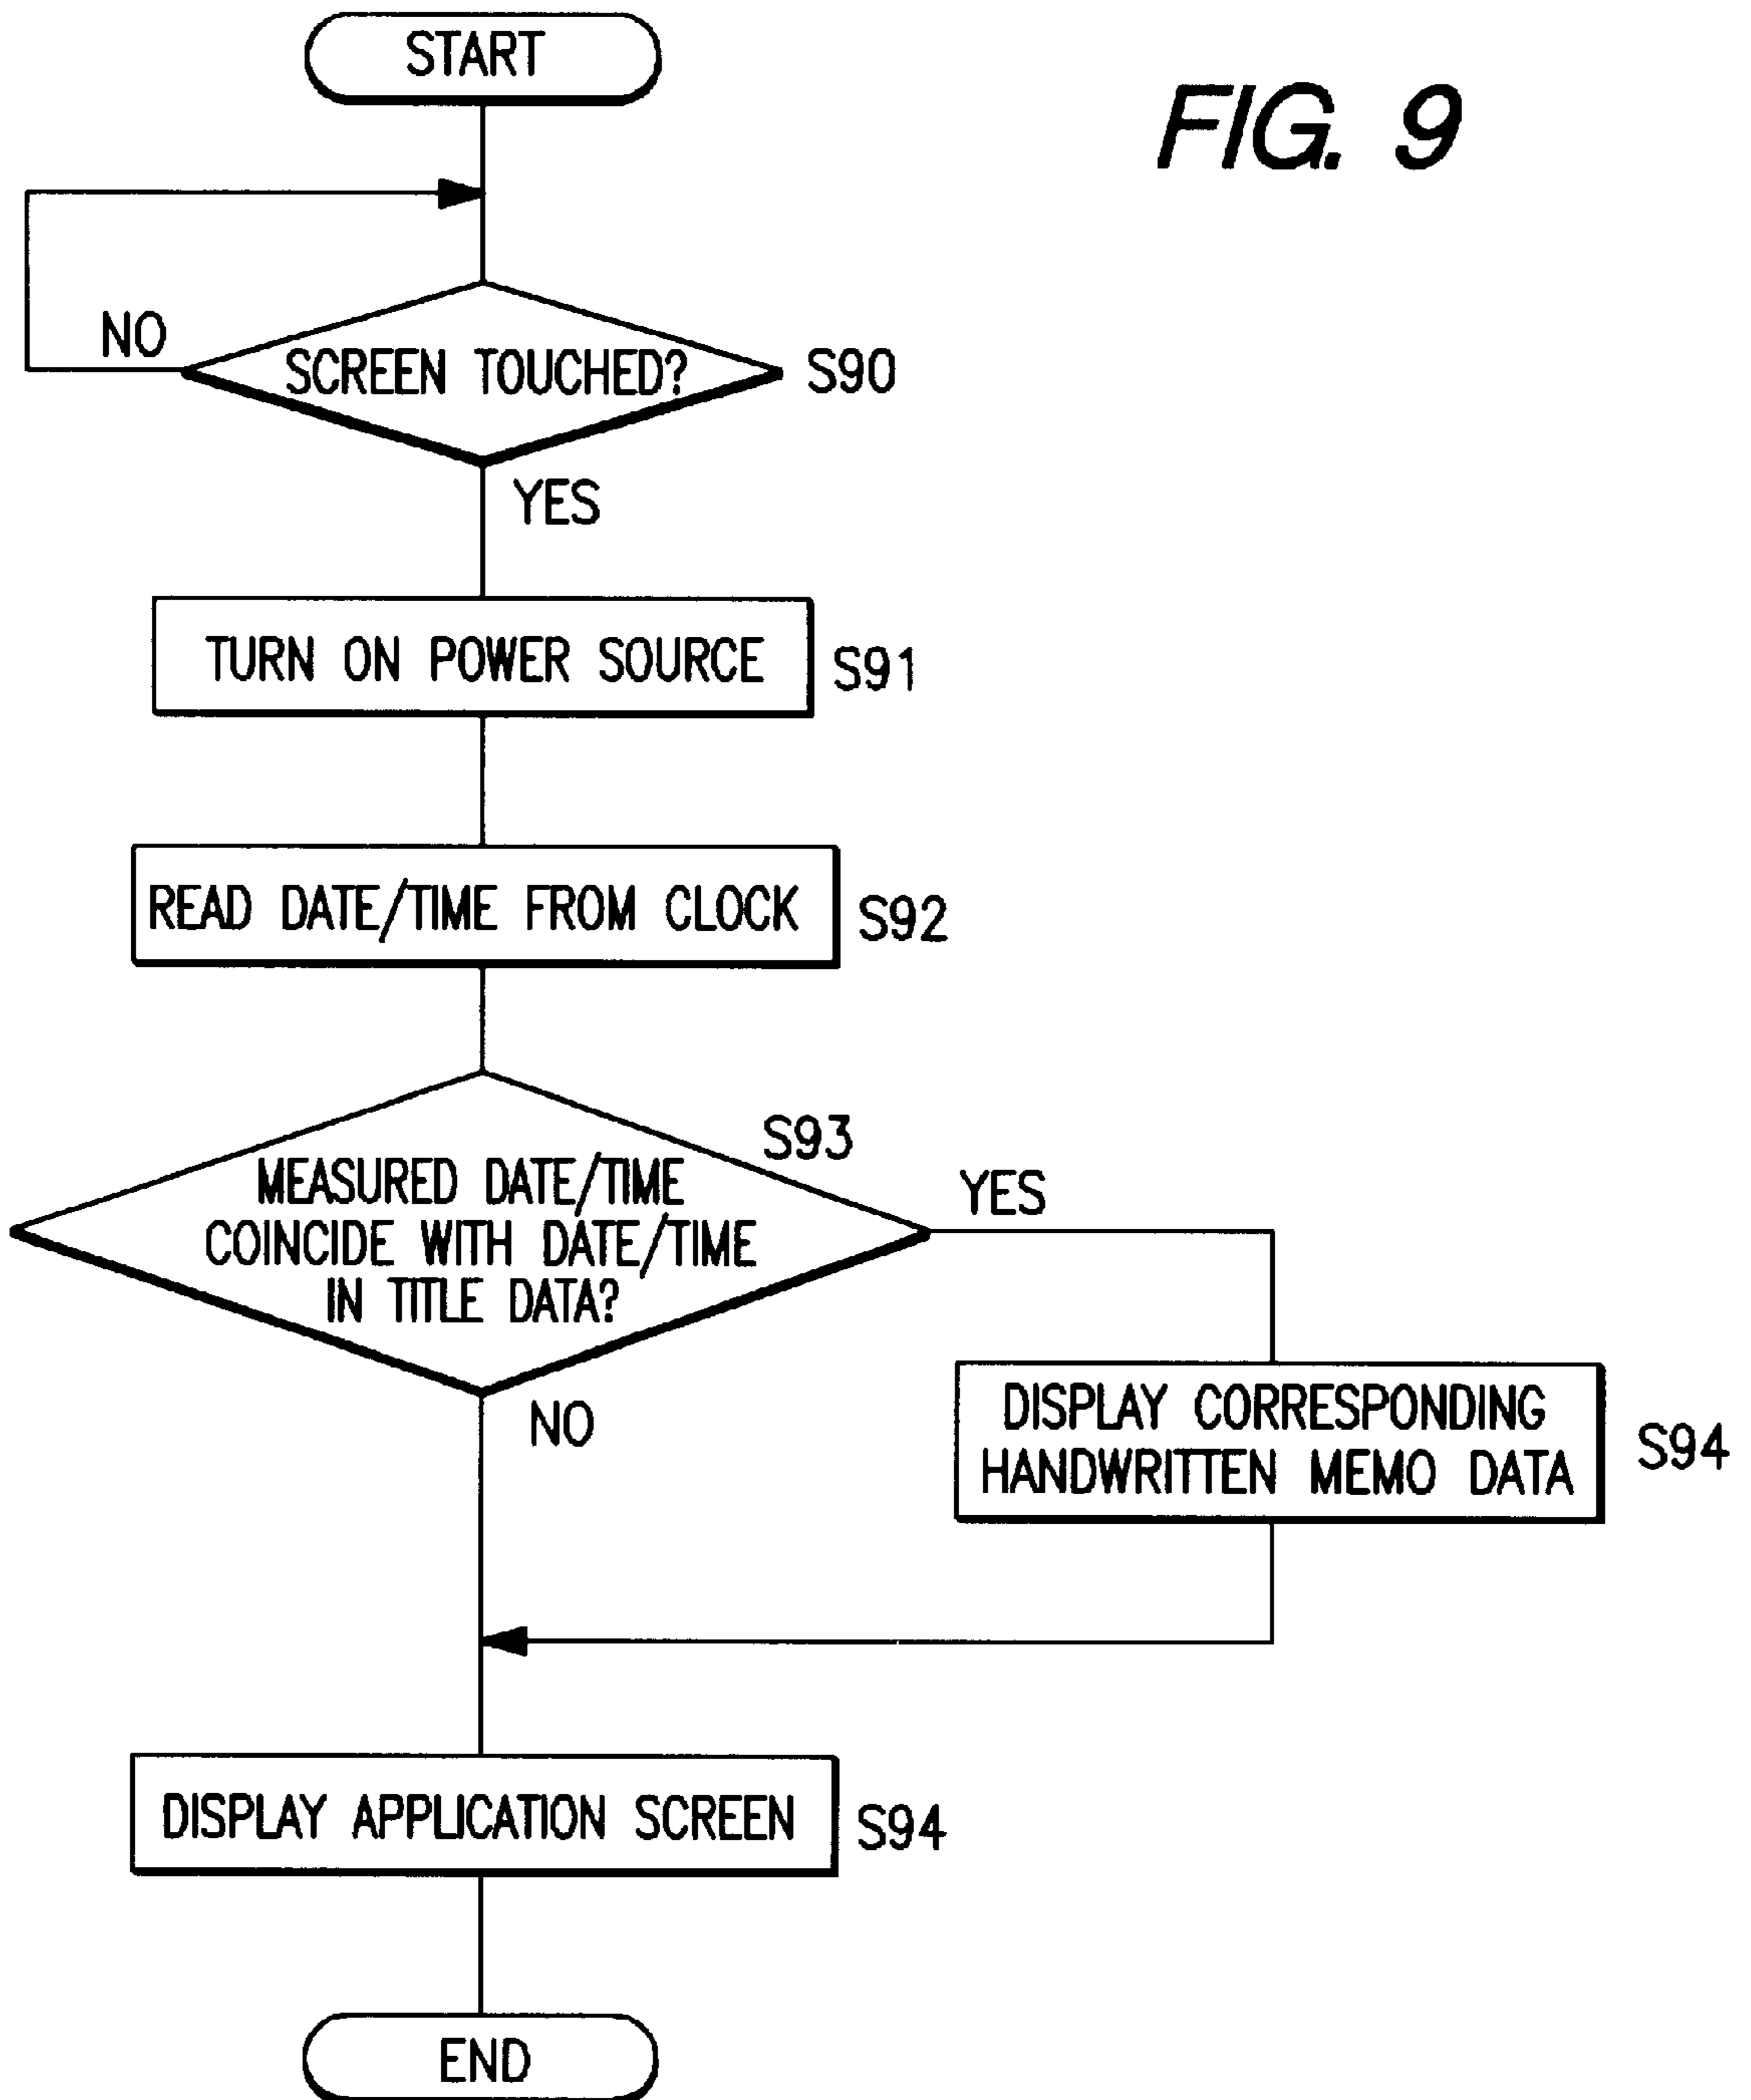 START
FIG. 9
NO
SCREEN TOUCHED?
S90
YES
TURN ON POWER SOURCE
S91
READ DATE/TIME FROM CLOCK
S92
S93
MEASURED DATE/TIME
COINCIDE WITH DATE/TIME
IN TITLE DATA?
YES
NO
DISPLAY CORRESPONDING
HANDWRITTEN MEMO DATA
S94
DISPLAY APPLICATION SCREEN
S94
END